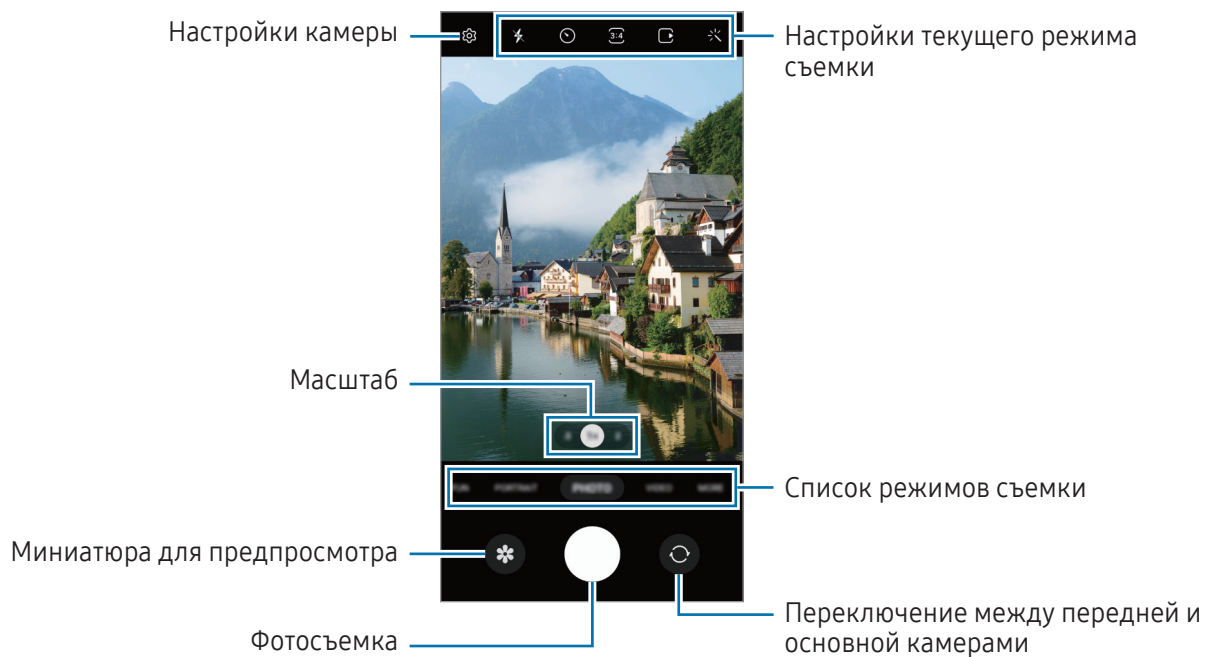 Настройки камеры
3:4
Настройки текущего режима
съемки
Масштаб
FUN PORTRAIT PHOTO VIDEO MORE
Список режимов съемки
Миниатюра для предпросмотра
Фотосъемка
Переключение между передней и
основной камерами